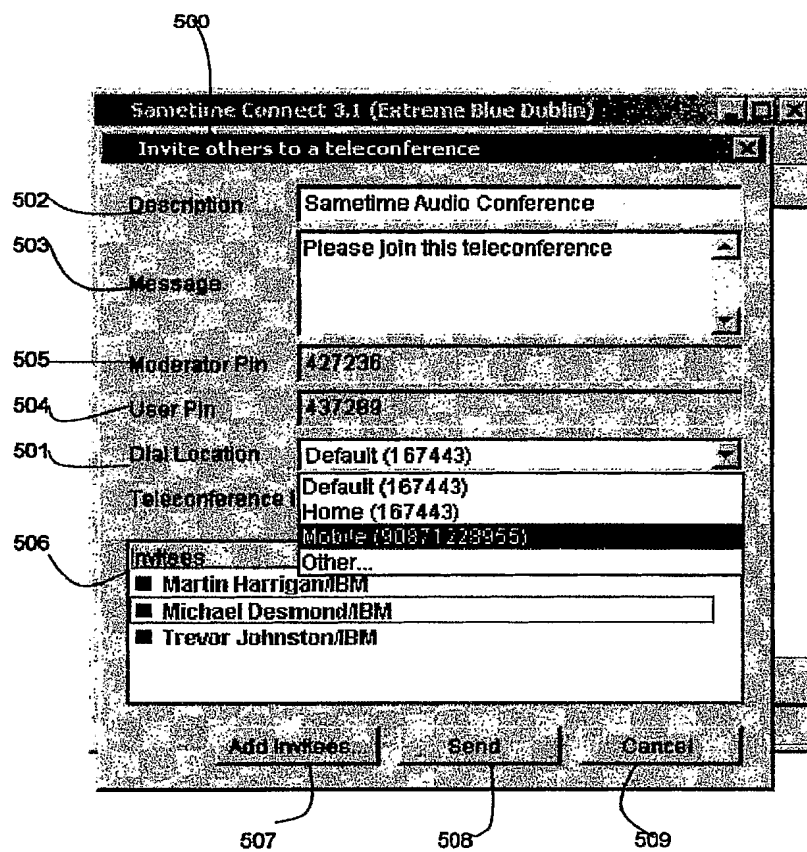 500
Sametime Connect 3.1 (Extreme Blue Dublin)
Invite others to a teleconference
502 Description Sametime Audio Conference
503 Message Please join this teleconference
505 Moderator Pin 427236
504 User Pin 437289
501 Dial Location Default (167443)
Teleconference
Default (167443)
Home (167443)
Mobile (90871228955)
Other...
506 Invitees
Martin Harrigan/IBM
Michael Desmond/IBM
Trevor Johnston/IBM
Add Invitees... Send Cancel
507 508 509